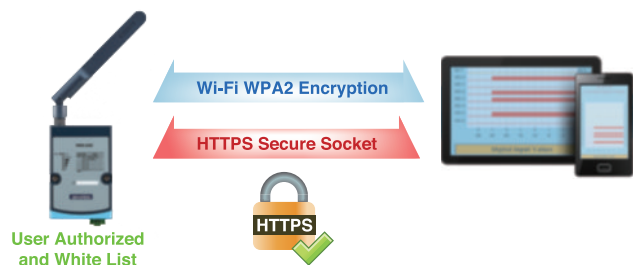 Wi-Fi WPA2 Encryption
HTTPS Secure Socket
HTTPS
User Authorized
and White List